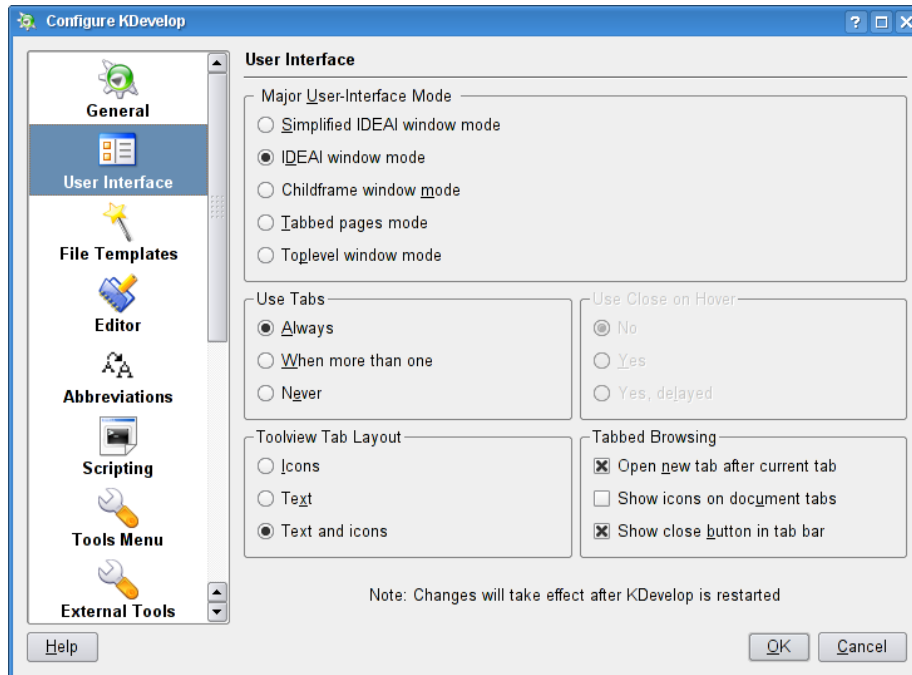 Configure KDevelop
General
User Interface
File Templates
Editor
Abbreviations
Scripting
Tools Menu
External Tools
User Interface
Major User-Interface Mode
Simplified IDEAl window mode
IDEAl window mode
Childframe window mode
Tabbed pages mode
Toplevel window mode
Use Tabs
Always
When more than one
Never
Use Close on Hover
No
Yes
Yes, delayed
Toolview Tab Layout
Icons
Text
Text and icons
Tabbed Browsing
Open new tab after current tab
Show icons on document tabs
Show close button in tab bar
Note: Changes will take effect after KDevelop is restarted
Help
OK
Cancel